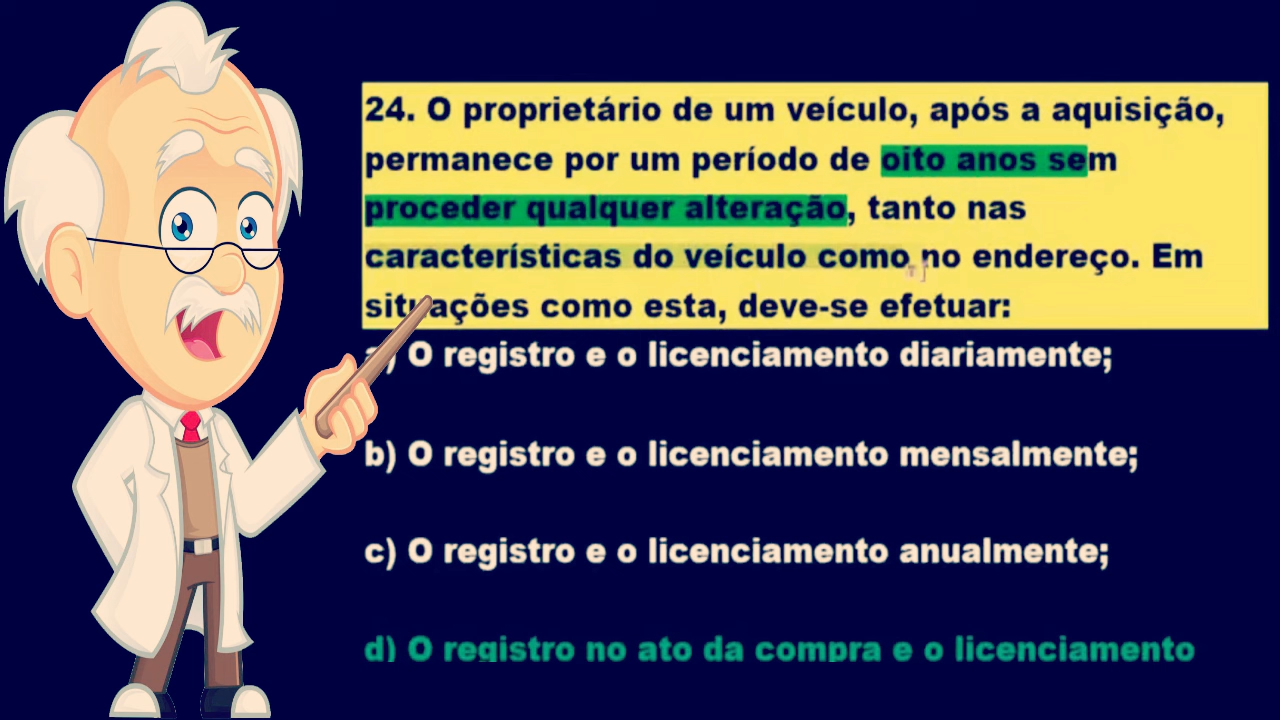 24. O proprietário de um veículo, após a aquisição,
permanece por um período de oito anos sem
proceder qualquer alteração, tanto nas
características do veículo como no endereço. Em
situações como esta, deve-se efetuar:
a) O registro e o licenciamento diariamente;
b) O registro e o licenciamento mensalmente;
c) O registro e o licenciamento anualmente;
d) O registro no ato da compra e o licenciamento